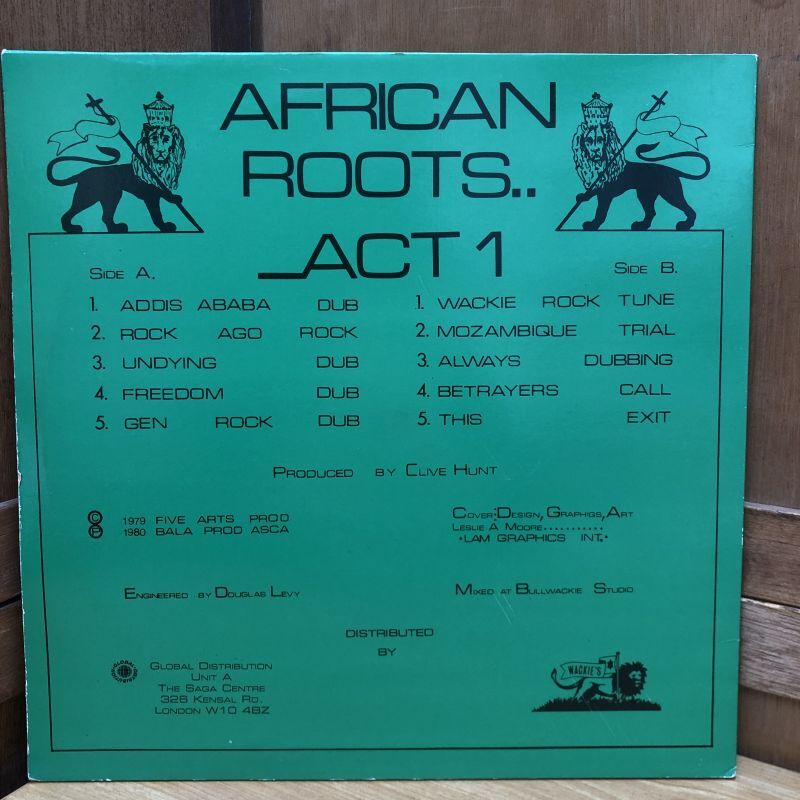 AFRICAN
ROOTS..
_ACT 1
SIDE A.
1. ADDIS ABABA DUB
2. ROCK AGO ROCK
3. UNDYING DUB
4. FREEDOM DUB
5. GEN ROCK DUB
SIDE B.
1. WACKIE ROCK TUNE
2. MOZAMBIQUE TRIAL
3. ALWAYS DUBBING
4. BETRAYERS CALL
5. THIS EXIT
PRODUCED BY CLIVE HUNT
© 1979 FIVE ARTS PROD
℗ 1980 BALA PROD ASCA
COVER:DESIGN, GRAPHIGS, ART
LESLIE A MOORE...........
•LAM GRAPHICS INT.•
ENGINEERED BY DOUGLAS LEVY
MIXED AT BULLWACKIE STUDIO
DISTRIBUTED
BY
GLOBAL
GLOBAL DISTRIBUTION
UNIT A
THE SAGA CENTRE
326 KENSAL RD.
LONDON W10 4BZ
WACKIE'S